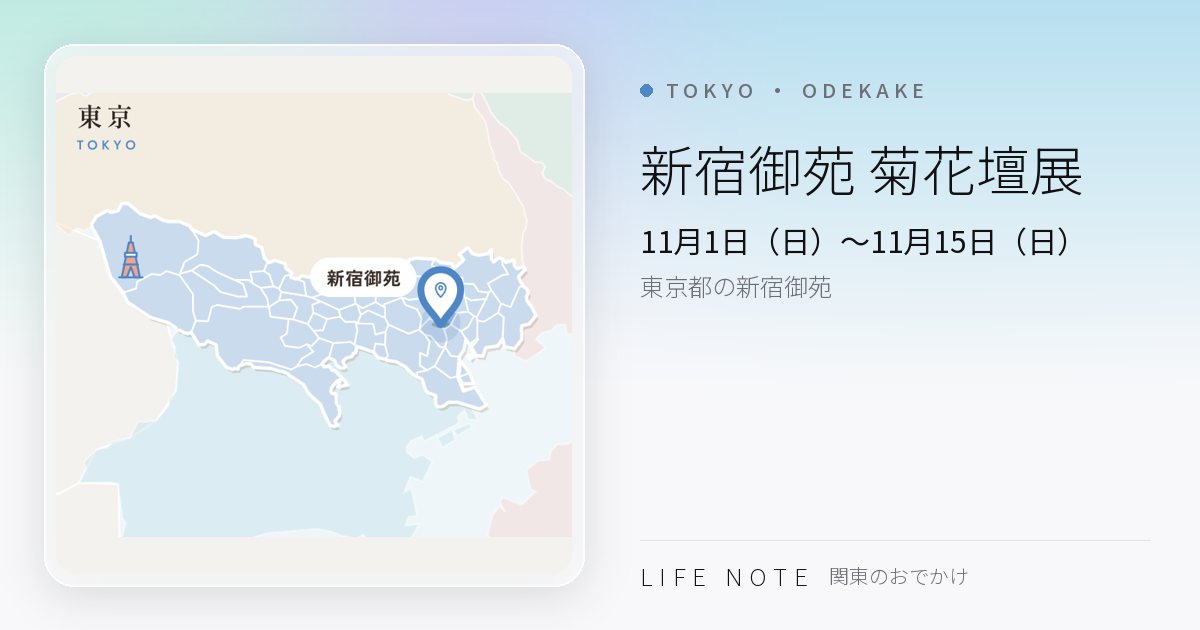 東京
TOKYO
新宿御苑
TOKYO • ODEKAKE
新宿御苑 菊花壇展
11月1日（日）〜11月15日（日）
東京都の新宿御苑
LIFE NOTE 関東のおでかけ